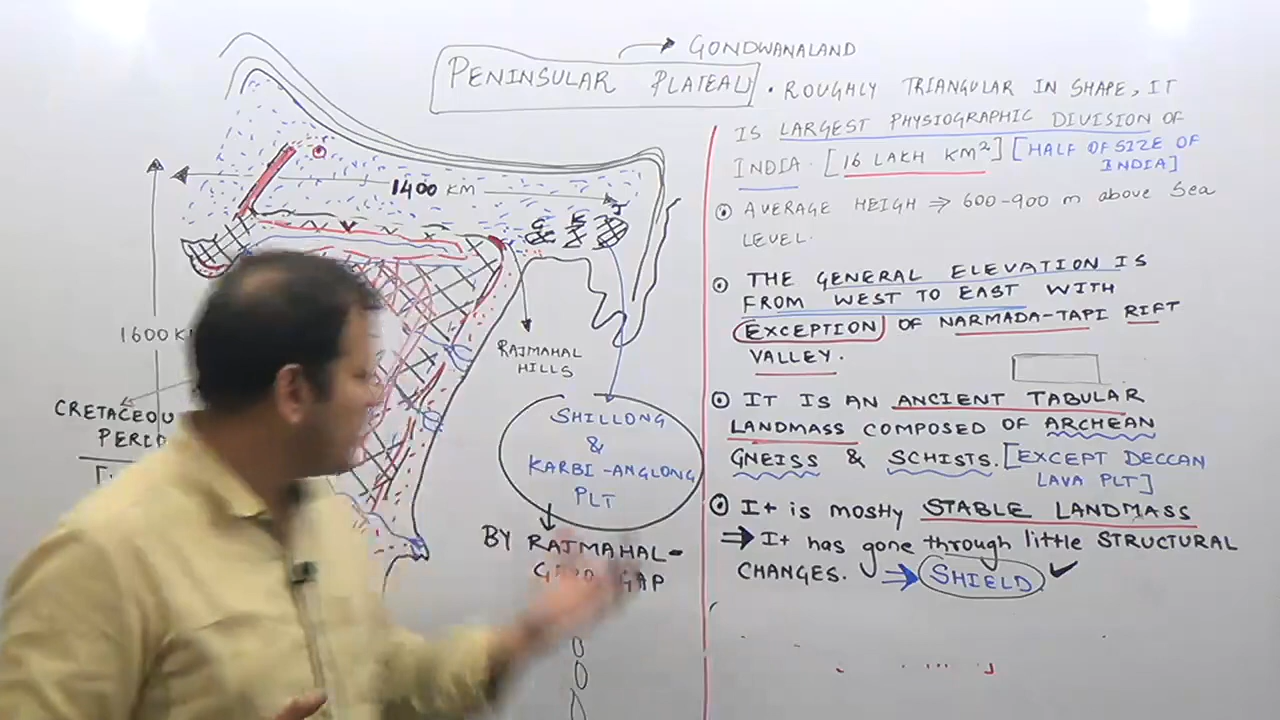 → GONDWANALAND
PENINSULAR PLATEAU
• ROUGHLY TRIANGULAR IN SHAPE, IT
IS LARGEST PHYSIOGRAPHIC DIVISION OF
INDIA. [16 LAKH KM²] [HALF OF SIZE OF
INDIA]
AVERAGE HEIGH ⇒ 600-900 m above Sea
LEVEL.
THE GENERAL ELEVATION IS
FROM WEST TO EAST WITH
EXCEPTION OF NARMADA-TAPI RIFT
VALLEY.
IT IS AN ANCIENT TABULAR
LANDMASS COMPOSED OF ARCHEAN
GNEISS & SCHISTS. [EXCEPT DECCAN
LAVA PLT]
It is mostly STABLE LANDMASS
⇒ It has gone through little STRUCTURAL
CHANGES. ⇒ SHIELD ✓
1400 KM
G K J
1600 K
RAJMAHAL
HILLS
CRETACEOU
PERIO
SHILLONG
&
KARBI-ANGLONG
PLT
BY RAJMAHAL-
GAP